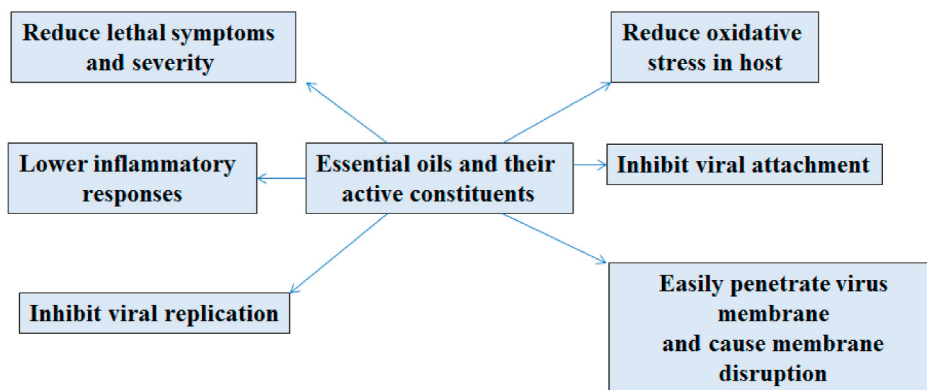 Reduce lethal symptoms
and severity
Reduce oxidative
stress in host
Lower inflammatory
responses
Essential oils and their
active constituents
Inhibit viral attachment
Inhibit viral replication
Easily penetrate virus
membrane
and cause membrane
disruption